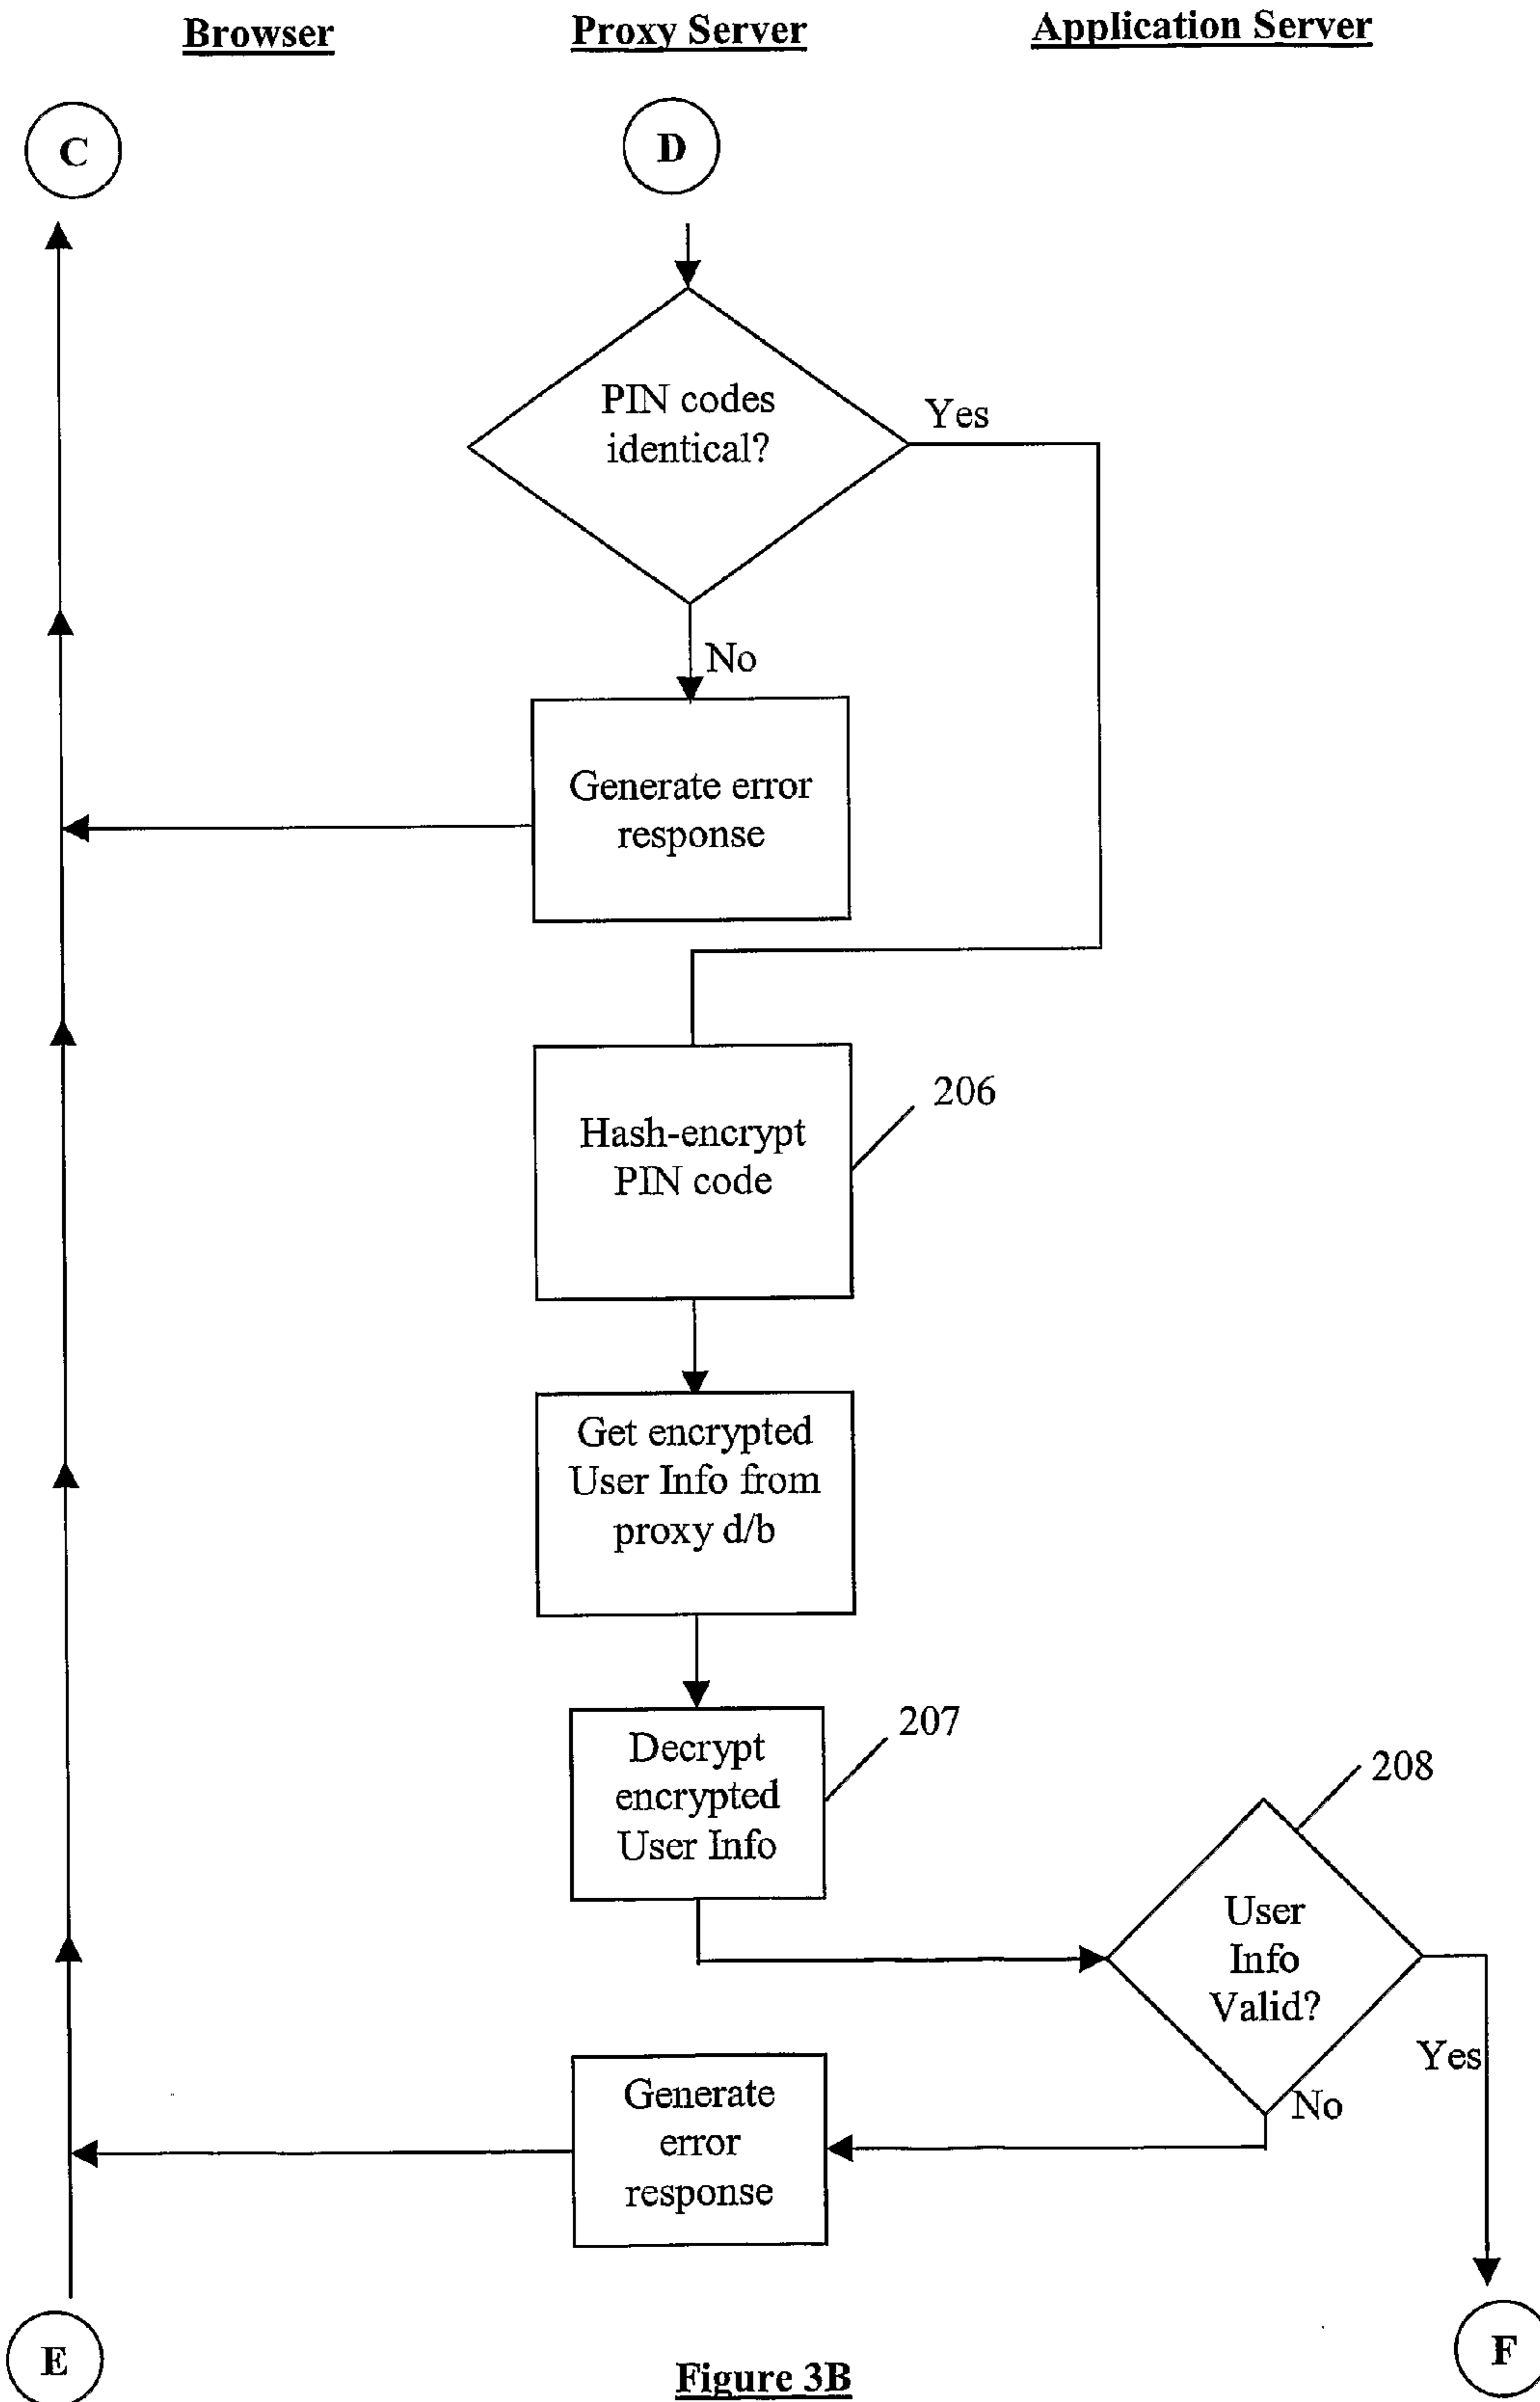 Browser
Proxy Server
Application Server
C
D
PIN codes
identical?
Yes
No
Generate error
response
206
Hash-encrypt
PIN code
Get encrypted
User Info from
proxy d/b
207
Decrypt
encrypted
User Info
208
User
Info
Valid?
Yes
No
Generate
error
response
E
F
Figure 3B